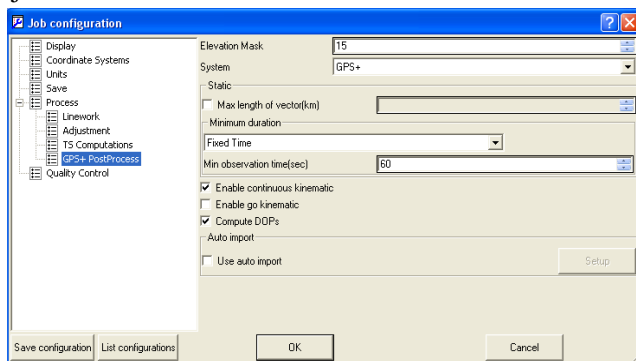 Job configuration
Display
Coordinate Systems
Units
Save
Process
Linework
Adjustment
TS Computations
GPS+ PostProcess
Quality Control
Elevation Mask 15
System GPS+
Static
Max length of vector(km)
Minimum duration
Fixed Time
Min observation time(sec) 60
Enable continuous kinematic
Enable go kinematic
Compute DOPs
Auto import
Use auto import Setup
Save configuration List configurations OK Cancel